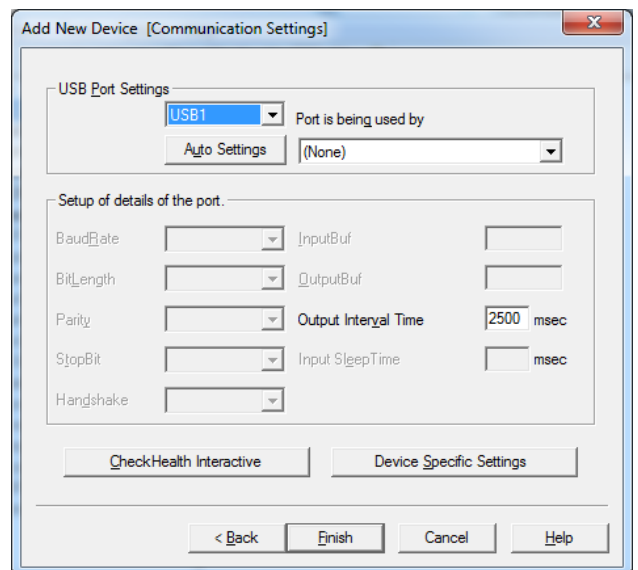 Add New Device [Communication Settings]
USB Port Settings
USB1
Port is being used by
Auto Settings
(None)
Setup of details of the port.
BaudRate
InputBuf
BitLength
OutputBuf
Parity
Output Interval Time 2500 msec
StopBit
Input SleepTime msec
Handshake
CheckHealth Interactive
Device Specific Settings
< Back
Finish
Cancel
Help